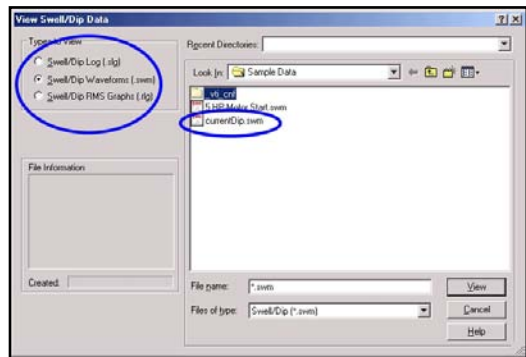 View Swell/Dip Data
Types to View
Swell/Dip Log (.slg)
Swell/Dip Waveforms (.swm)
Swell/Dip RMS Graphs (.rlg)
File Information
Created:
Recent Directories:
Look In: Sample Data
_v6_cnf
5 HP Motor Start.swm
currentDip.swm
File name: *.swm
Files of type: Swell/Dip (*.swm)
View
Cancel
Help